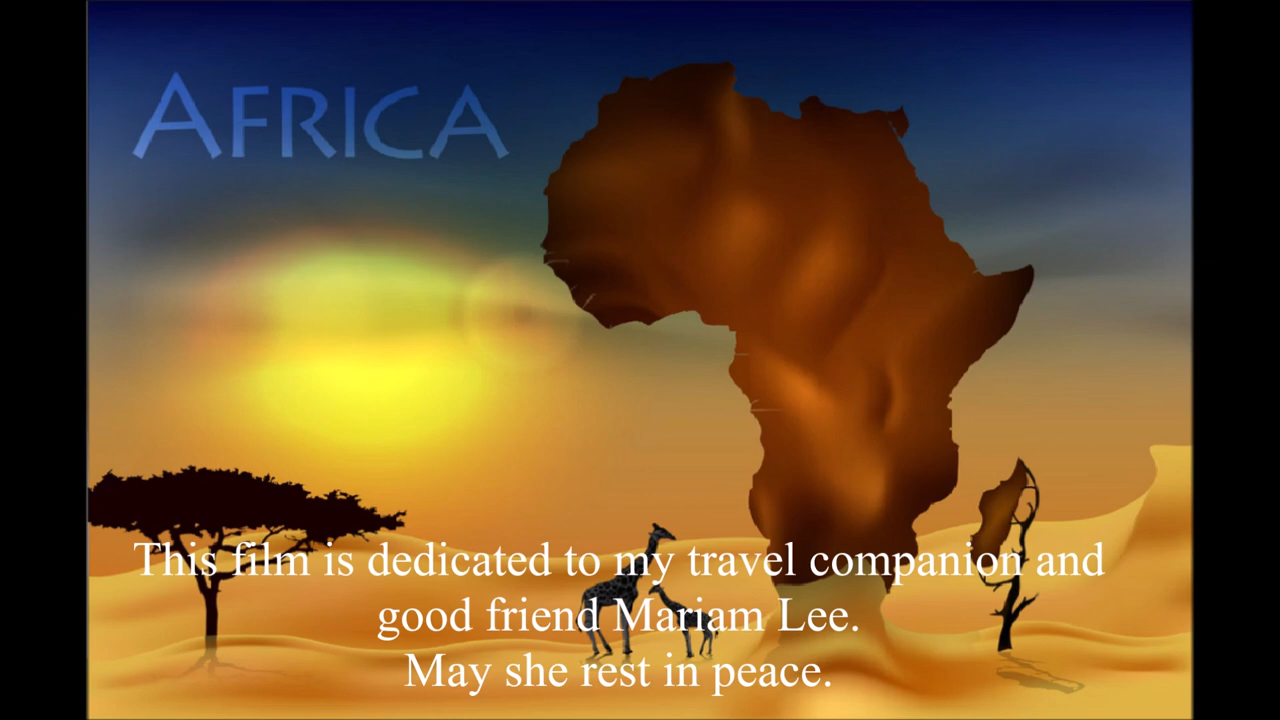 AFRICA
This film is dedicated to my travel companion and
good friend Mariam Lee.
May she rest in peace.